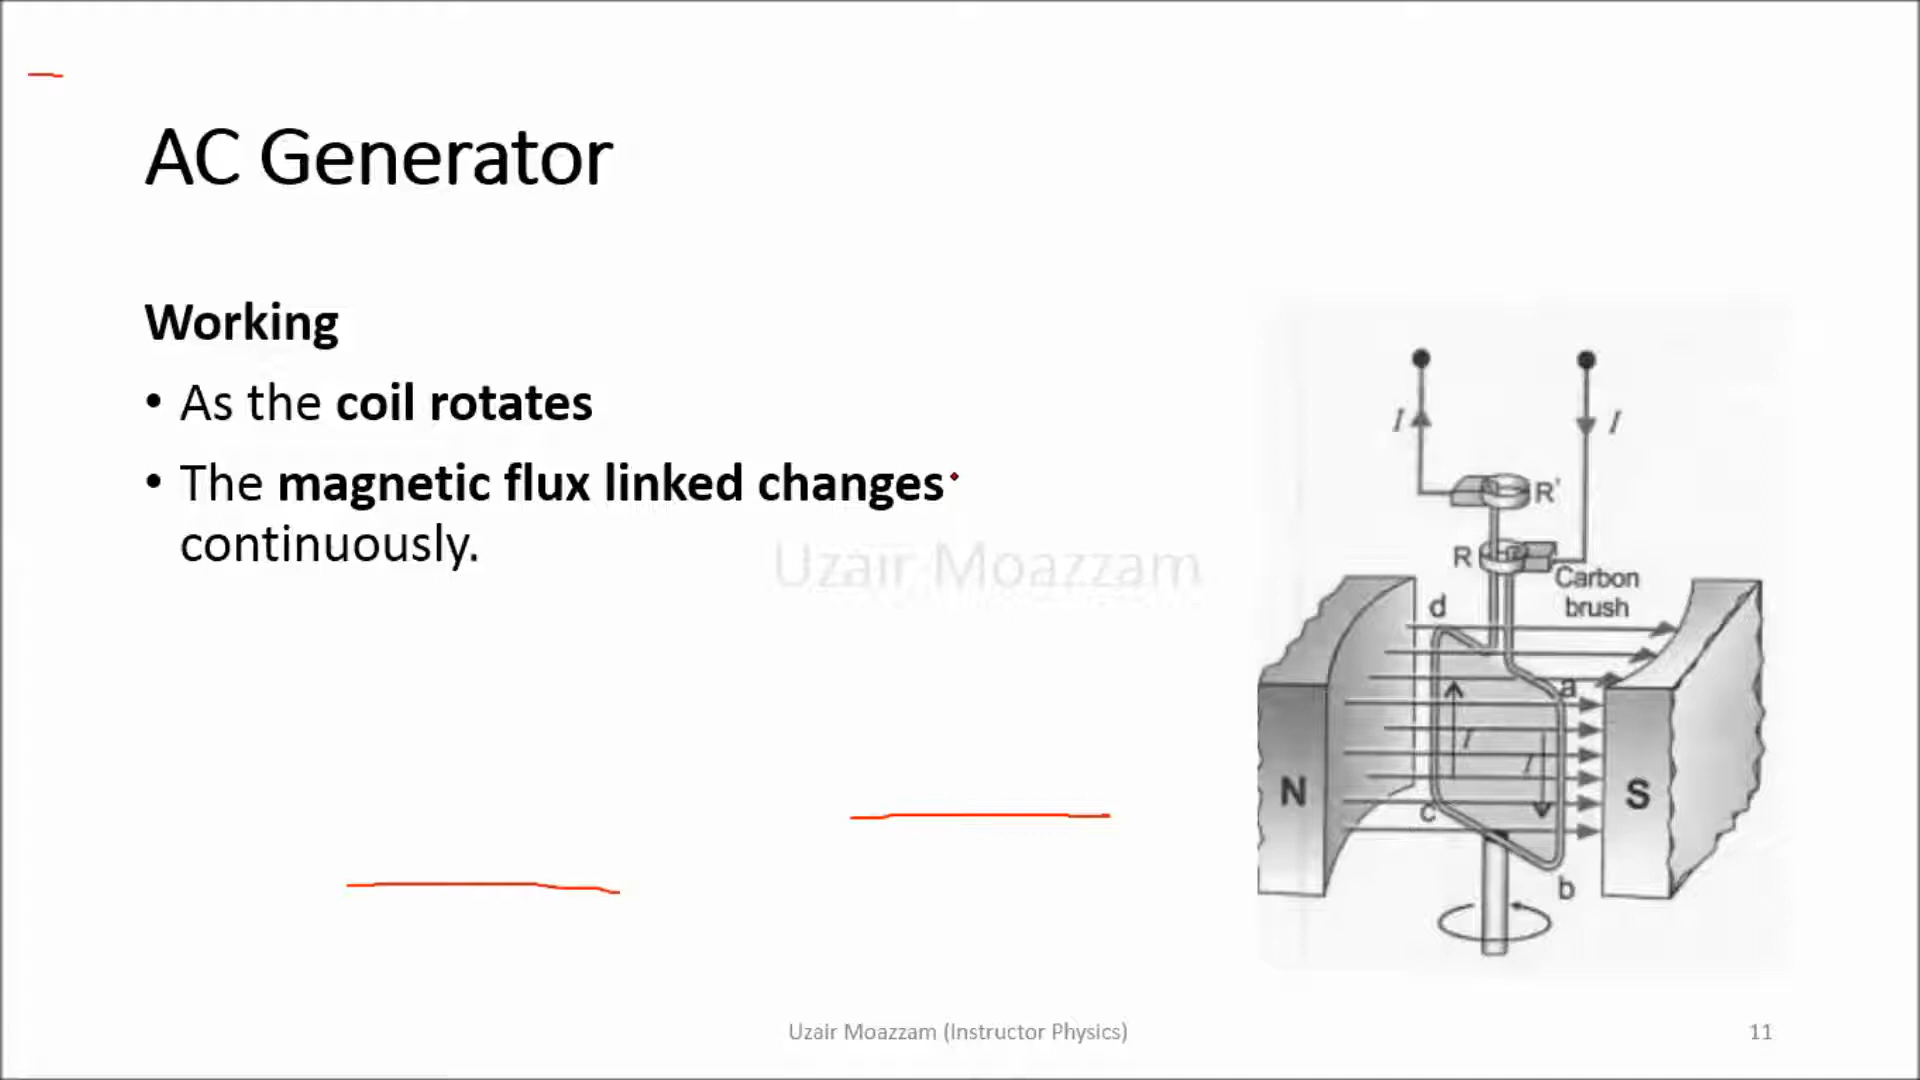 AC Generator
Working
• As the coil rotates
• The magnetic flux linked changes
continuously.
Uzair Moazzam
I
I
R'
R
Carbon
brush
d
a
I
I
N
S
c
b
Uzair Moazzam (Instructor Physics)
11